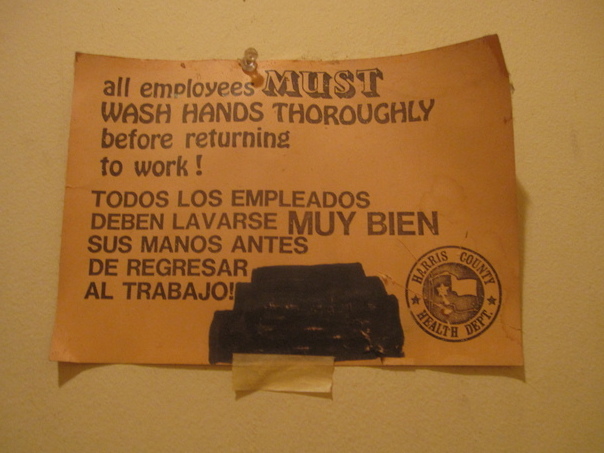 all employees MUST
WASH HANDS THOROUGHLY
before returning
to work!
TODOS LOS EMPLEADOS
DEBEN LAVARSE MUY BIEN
SUS MANOS ANTES
DE REGRESAR
AL TRABAJO!
HARRIS COUNTY
HEALTH DEPT.